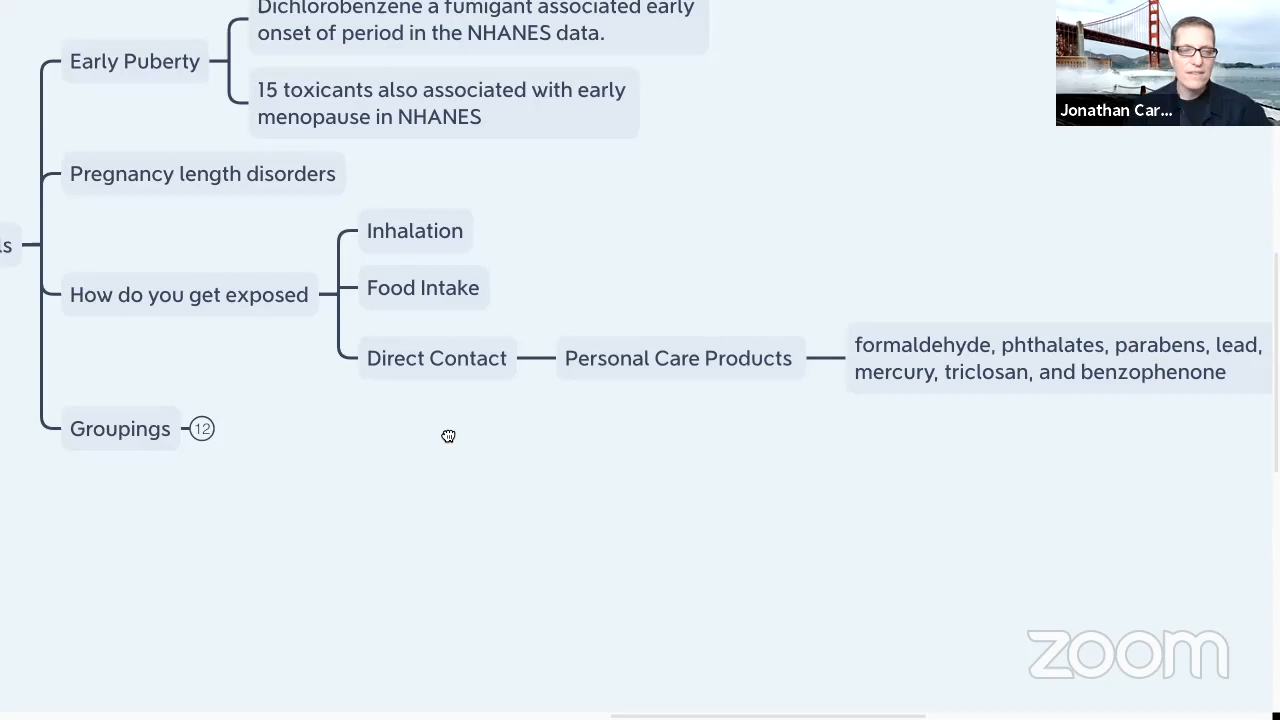 Dichlorobenzene a fumigant associated early
onset of period in the NHANES data.
Early Puberty
15 toxicants also associated with early
menopause in NHANES
Jonathan Car...
Pregnancy length disorders
ls
How do you get exposed
Inhalation
Food Intake
Direct Contact
Personal Care Products
formaldehyde, phthalates, parabens, lead,
mercury, triclosan, and benzophenone
Groupings
12
zoom